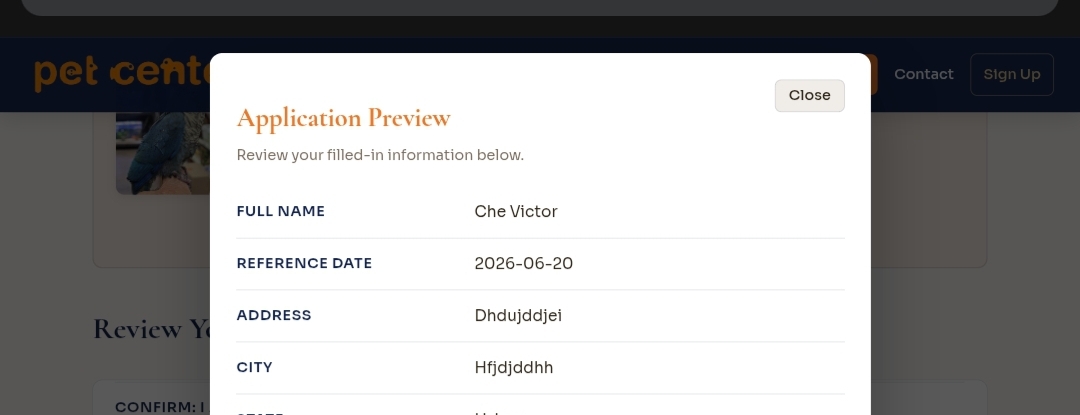 pet cente
Contact
Sign Up
Close
Application Preview
Review your filled-in information below.
FULL NAME Che Victor
REFERENCE DATE 2026-06-20
ADDRESS Dhdujddjei
CITY Hfjdjddhh
Review Yo
CONFIRM: I